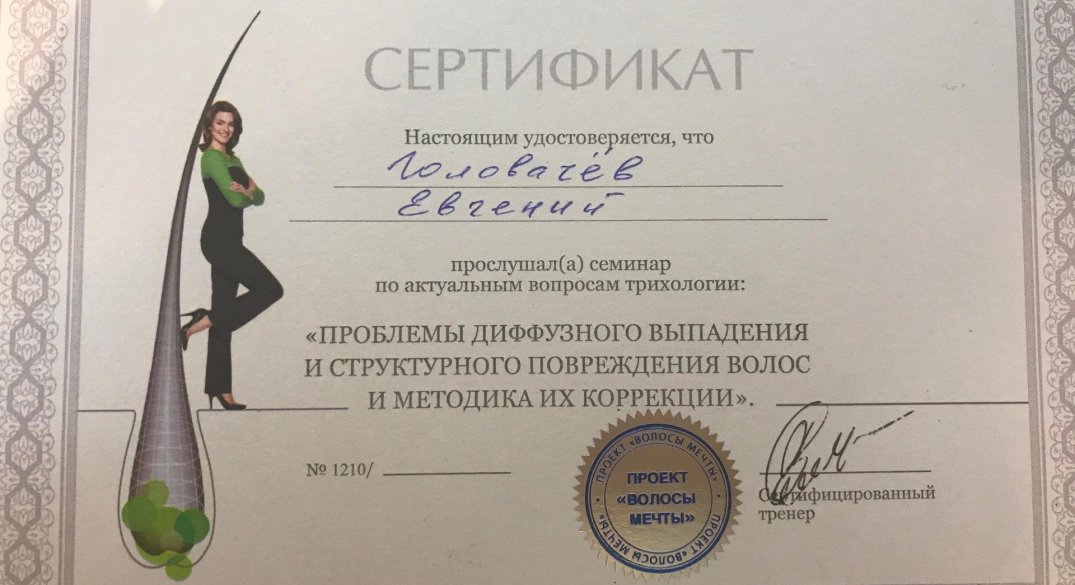 СЕРТИФИКАТ
Настоящим удостоверяется, что
Головачёв
Евгений
прослушал(а) семинар
по актуальным вопросам трихологии:
«ПРОБЛЕМЫ ДИФФУЗНОГО ВЫПАДЕНИЯ
И СТРУКТУРНОГО ПОВРЕЖДЕНИЯ ВОЛОС
И МЕТОДИКА ИХ КОРРЕКЦИИ».
№ 1210/
ПРОЕКТ «ВОЛОСЫ МЕЧТЫ»
ПРОЕКТ «ВОЛОСЫ МЕЧТЫ»
ПРОЕКТ
«ВОЛОСЫ
МЕЧТЫ»
Сертифицированный
тренер